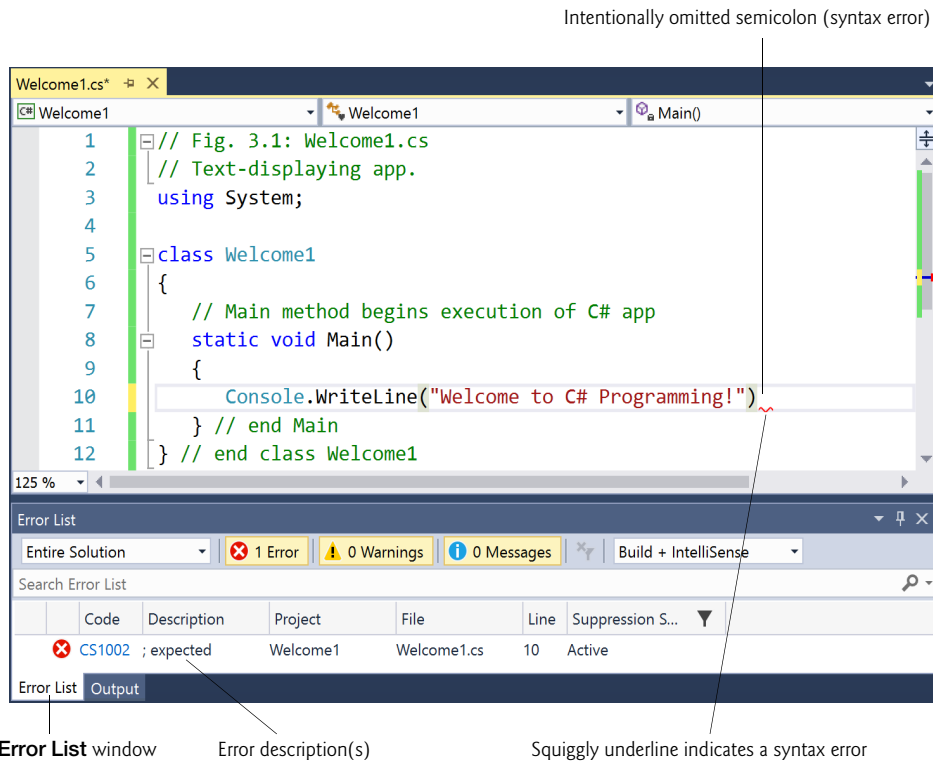 Intentionally omitted semicolon (syntax error)
Welcome1.cs*
C# Welcome1 Welcome1 Main()
1 // Fig. 3.1: Welcome1.cs
2 // Text-displaying app.
3 using System;
4
5 class Welcome1
6 {
7 // Main method begins execution of C# app
8 static void Main()
9 {
10 Console.WriteLine("Welcome to C# Programming!")
11 } // end Main
12 } // end class Welcome1
125 %
Error List
Entire Solution 1 Error 0 Warnings 0 Messages Build + IntelliSense
Search Error List
Code Description Project File Line Suppression S...
CS1002 ; expected Welcome1 Welcome1.cs 10 Active
Error List Output
Error List window Error description(s) Squiggly underline indicates a syntax error